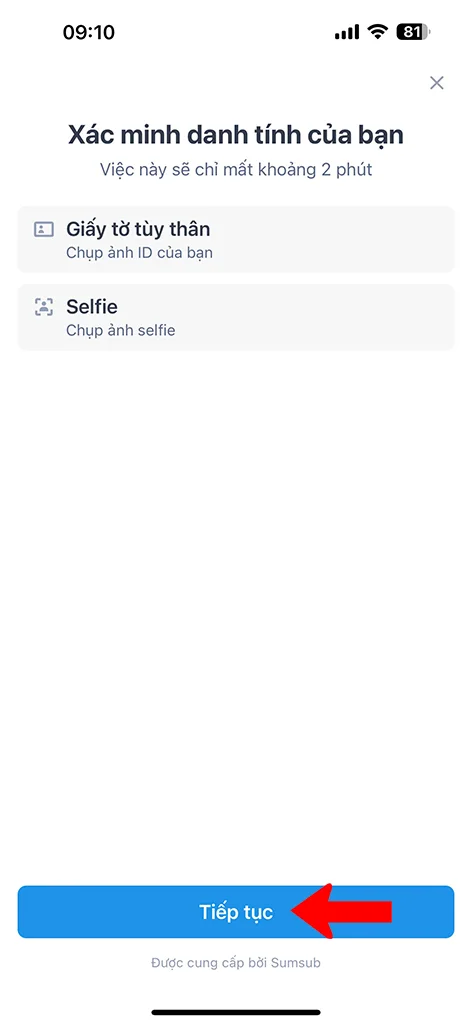 09:10
81
Xác minh danh tính của bạn
Việc này sẽ chỉ mất khoảng 2 phút
Giấy tờ tùy thân
Chụp ảnh ID của bạn
Selfie
Chụp ảnh selfie
Tiếp tục
Được cung cấp bởi Sumsub